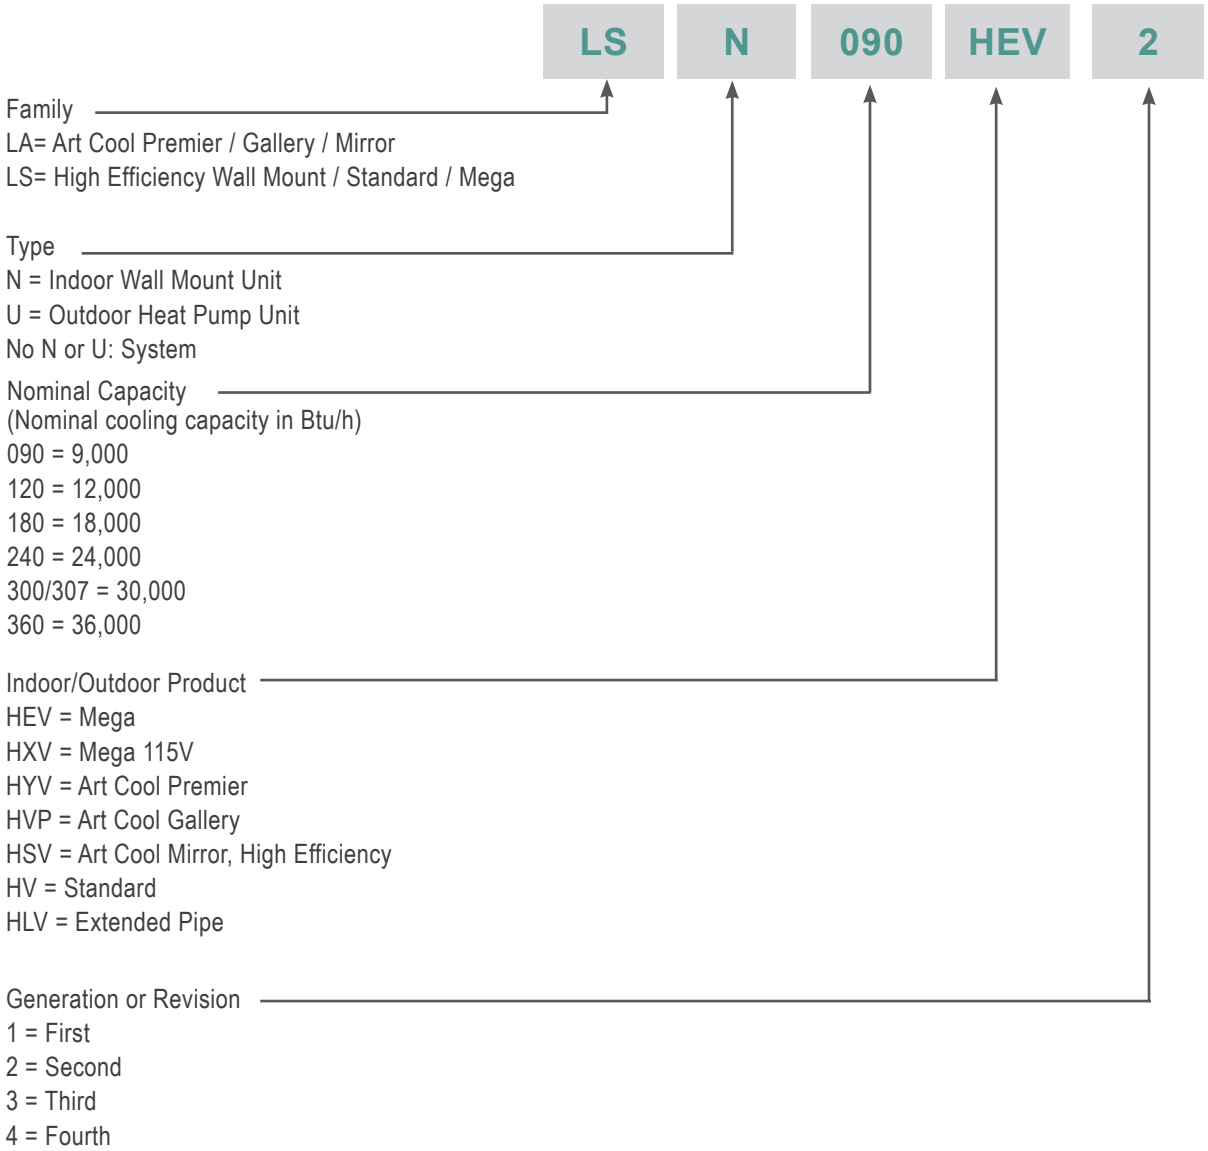 LS N 090 HEV 2
Family
LA= Art Cool Premier / Gallery / Mirror
LS= High Efficiency Wall Mount / Standard / Mega
Type
N = Indoor Wall Mount Unit
U = Outdoor Heat Pump Unit
No N or U: System
Nominal Capacity
(Nominal cooling capacity in Btu/h)
090 = 9,000
120 = 12,000
180 = 18,000
240 = 24,000
300/307 = 30,000
360 = 36,000
Indoor/Outdoor Product
HEV = Mega
HXV = Mega 115V
HYV = Art Cool Premier
HVP = Art Cool Gallery
HSV = Art Cool Mirror, High Efficiency
HV = Standard
HLV = Extended Pipe
Generation or Revision
1 = First
2 = Second
3 = Third
4 = Fourth